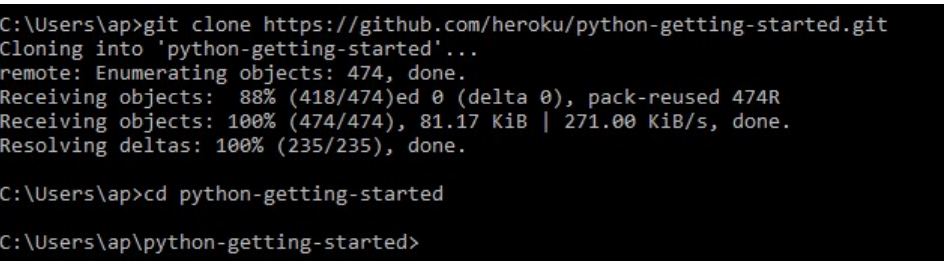 C:\Users\ap>git clone https://github.com/heroku/python-getting-started.git
Cloning into 'python-getting-started'...
remote: Enumerating objects: 474, done.
Receiving objects:  88% (418/474)ed 0 (delta 0), pack-reused 474R
Receiving objects: 100% (474/474), 81.17 KiB | 271.00 KiB/s, done.
Resolving deltas: 100% (235/235), done.
C:\Users\ap>cd python-getting-started
C:\Users\ap\python-getting-started>